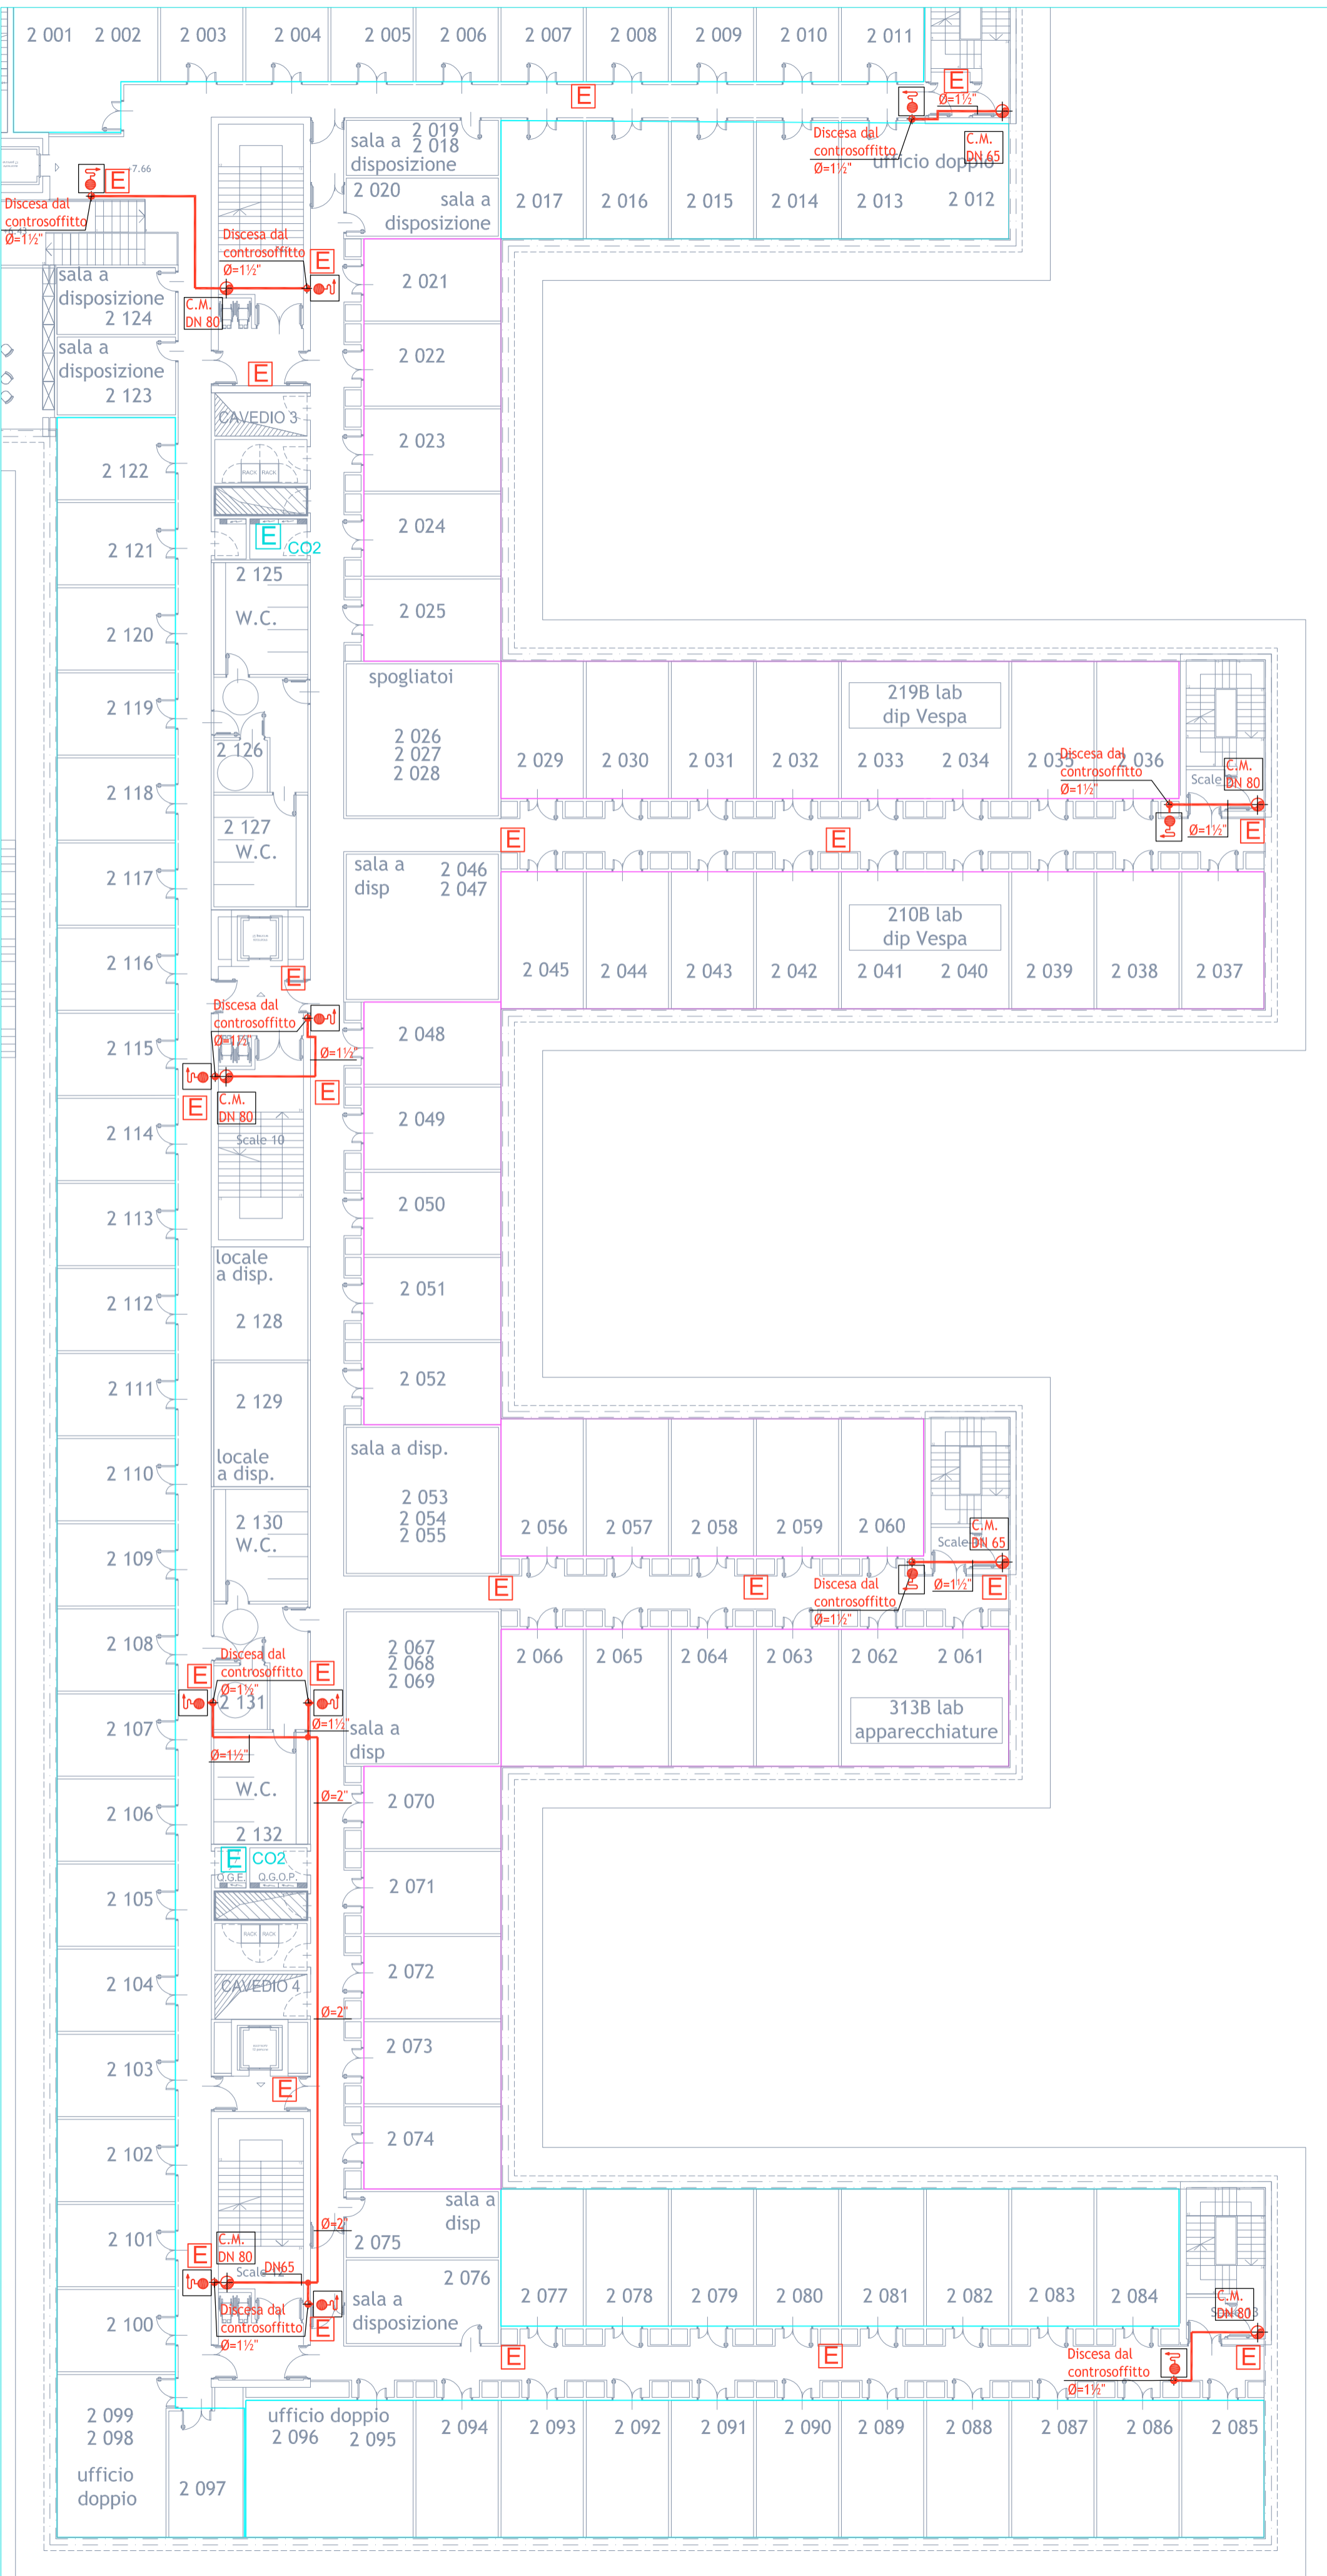 2 001 2 002 2 003 2 004 2 005 2 006 2 007 2 008 2 009 2 010 2 011
E
E
Ø=1½"
Discesa dal
controsoffitto
Ø=1½"
C.M.
DN 65
ufficio doppio
2 019
2 018
sala a
disposizione
2 020
sala a
disposizione
2 017 2 016 2 015 2 014 2 013 2 012
E
+7.66
Discesa dal
controsoffitto
Ø=1½"
Discesa dal
controsoffitto
Ø=1½"
E
C.M.
DN 80
sala a
disposizione
2 124
sala a
disposizione
2 123
E
CAVEDIO 3
RACK RACK
E
CO2
2 021
2 022
2 023
2 024
2 025
2 122
2 121
2 120
2 119
2 118
2 117
2 116
2 115
2 114
2 113
2 112
2 111
2 110
2 109
2 108
2 107
2 106
2 105
2 104
2 103
2 102
2 101
2 100
2 125
W.C.
2 126
2 127
W.C.
spogliatoi
2 026
2 027
2 028
219B lab
dip Vespa
2 029 2 030 2 031 2 032 2 033 2 034 2 035 2 036
Discesa dal
controsoffitto
Ø=1½"
Scale
C.M.
DN 80
Ø=1½"
E
E
E
sala a
disp
2 046
2 047
210B lab
dip Vespa
2 045 2 044 2 043 2 042 2 041 2 040 2 039 2 038 2 037
E
Discesa dal
controsoffitto
Ø=1½"
Ø=1½"
E
E
C.M.
DN 80
Scale 10
2 048
2 049
2 050
2 051
2 052
locale
a disp.
2 128
2 129
locale
a disp.
2 130
W.C.
sala a disp.
2 053
2 054
2 055
2 056 2 057 2 058 2 059 2 060
C.M.
DN 65
Scale
E
E
Discesa dal
controsoffitto
Ø=1½"
Ø=1½"
E
2 067
2 068
2 069
sala a
disp
2 066 2 065 2 064 2 063 2 062 2 061
313B lab
apparecchiature
E
Discesa dal
controsoffitto
Ø=1½"
E
2 131
Ø=1½"
Ø=1½"
W.C.
2 132
Ø=2"
E
CO2
Q.G.E. Q.G.O.P.
RACK RACK
CAVEDIO 4
Ø=2"
E
2 070
2 071
2 072
2 073
2 074
sala a
disp
2 075
Ø=2"
E
C.M.
DN 80
DN65
Scale 12
Discesa dal
controsoffitto
Ø=1½"
E
2 076
sala a
disposizione
2 077 2 078 2 079 2 080 2 081 2 082 2 083 2 084
C.M.
DN 80
E
E
Discesa dal
controsoffitto
Ø=1½"
E
2 099
2 098
ufficio
doppio
2 097
ufficio doppio
2 096 2 095 2 094 2 093 2 092 2 091 2 090 2 089 2 088 2 087 2 086 2 085